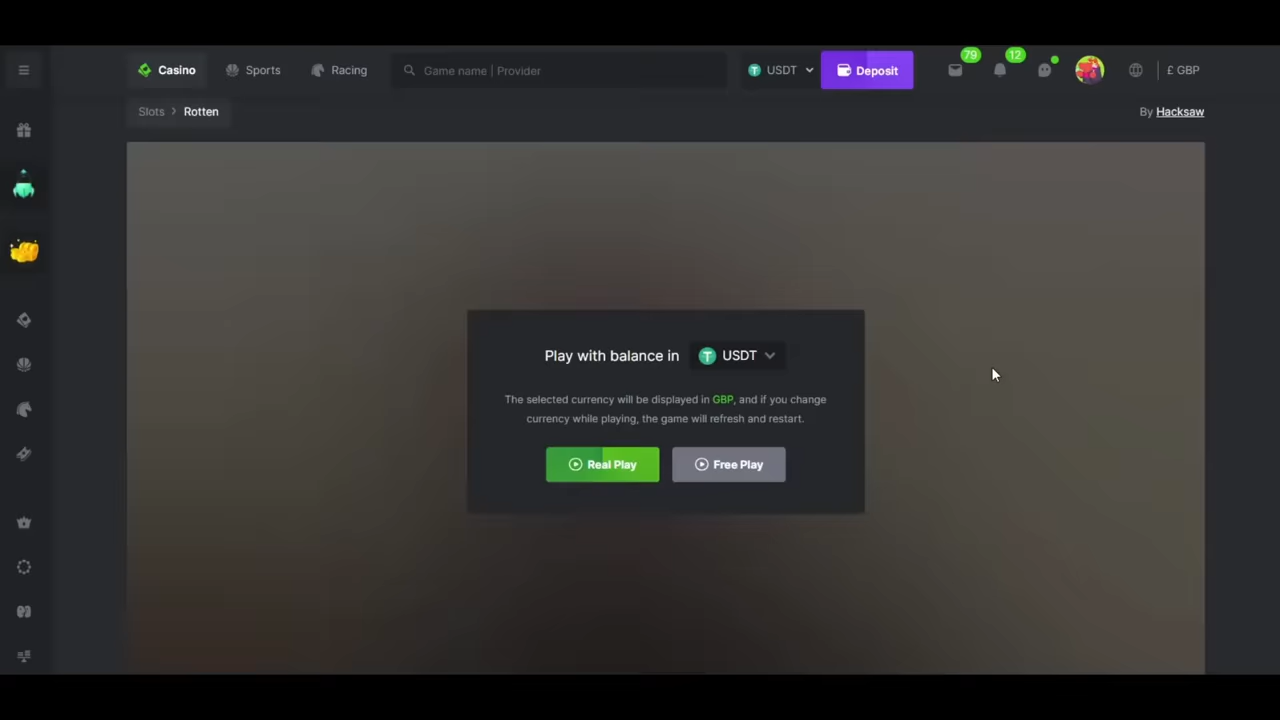 79
12
Casino
Sports
Racing
Game name | Provider
USDT
Deposit
£ GBP
Slots > Rotten
By Hacksaw
Play with balance in
USDT
The selected currency will be displayed in GBP, and if you change
currency while playing, the game will refresh and restart.
Real Play
Free Play